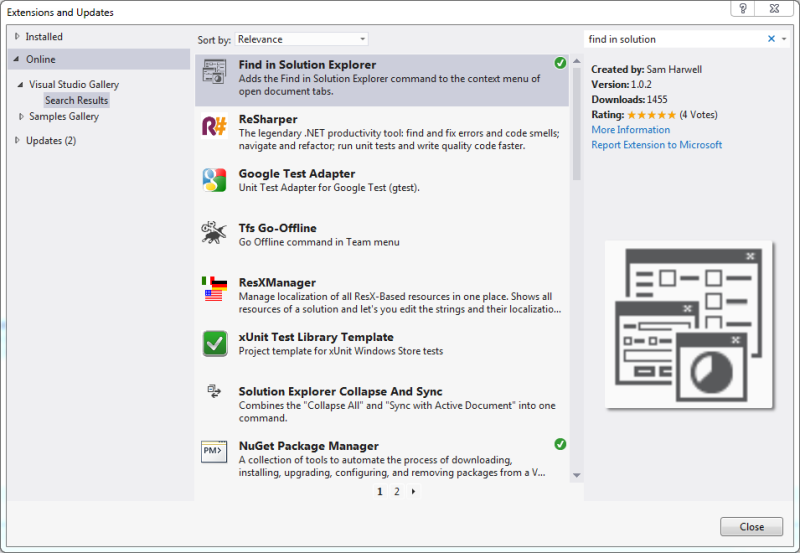 Extensions and Updates
Installed
Online
Visual Studio Gallery
Search Results
Samples Gallery
Updates (2)
Sort by: Relevance
Find in Solution Explorer
Adds the Find in Solution Explorer command to the context menu of
open document tabs.
R#
ReSharper
The legendary .NET productivity tool: find and fix errors and code smells;
navigate and refactor; run unit tests and write quality code faster.
Google Test Adapter
Unit Test Adapter for Google Test (gtest).
Tfs Go-Offline
Go Offline command in Team menu
ResXManager
Manage localization of all ResX-Based resources in one place. Shows all
resources of a solution and let's you edit the strings and their localizatio...
xUnit Test Library Template
Project template for xUnit Windows Store tests
Solution Explorer Collapse And Sync
Combines the "Collapse All" and "Sync with Active Document" into one
command.
PM>
NuGet Package Manager
A collection of tools to automate the process of downloading,
installing, upgrading, configuring, and removing packages from a V...
1 2
find in solution
Created by: Sam Harwell
Version: 1.0.2
Downloads: 1455
Rating: (4 Votes)
More Information
Report Extension to Microsoft
Close